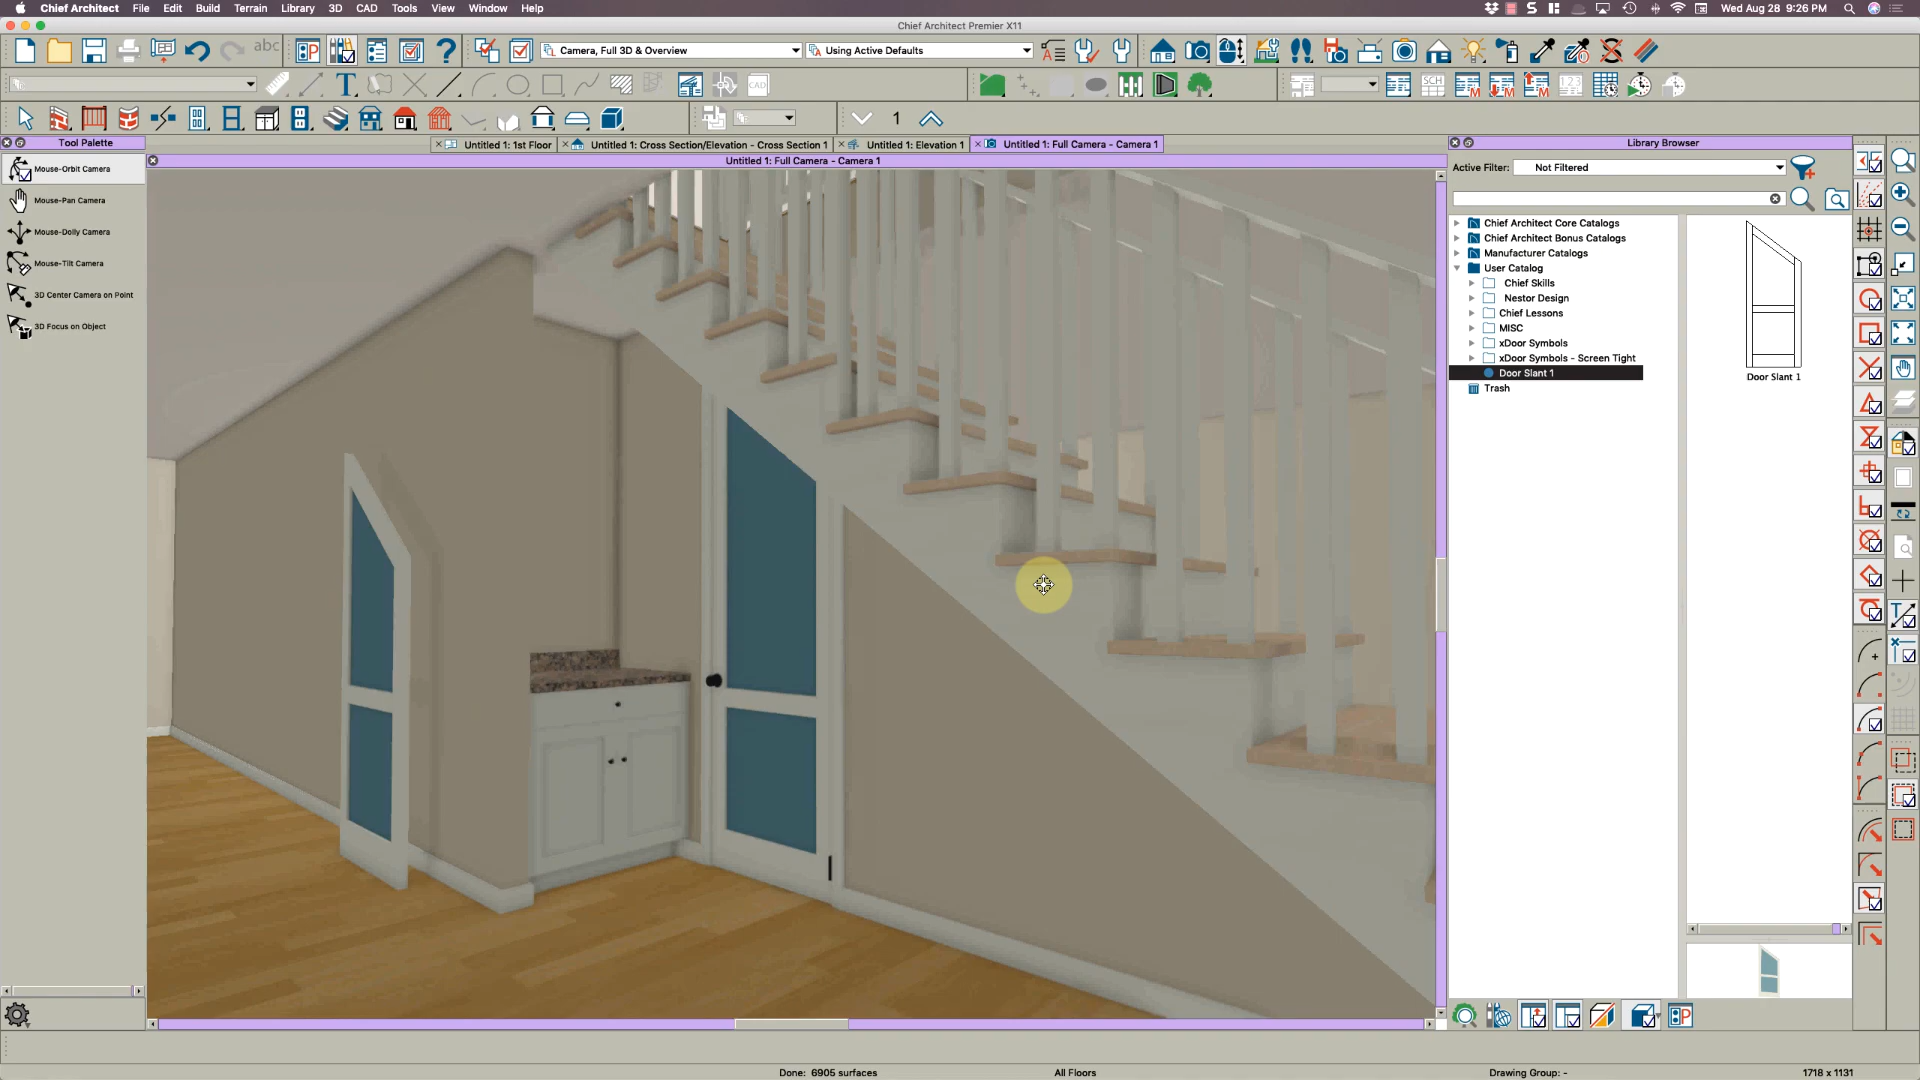 Chief Architect File Edit Build Terrain Library 3D CAD Tools View Window Help
Wed Aug 28 9:26 PM
Chief Architect Premier X11
abc
Camera, Full 3D & Overview
Using Active Defaults
CAD
SCH
123
1
Tool Palette
Untitled 1: 1st Floor
Untitled 1: Cross Section/Elevation - Cross Section 1
Untitled 1: Elevation 1
Untitled 1: Full Camera - Camera 1
Library Browser
Untitled 1: Full Camera - Camera 1
Mouse-Orbit Camera
Mouse-Pan Camera
Mouse-Dolly Camera
Mouse-Tilt Camera
3D Center Camera on Point
3D Focus on Object
Active Filter:
Not Filtered
Chief Architect Core Catalogs
Chief Architect Bonus Catalogs
Manufacturer Catalogs
User Catalog
Chief Skills
Nestor Design
Chief Lessons
MISC
xDoor Symbols
xDoor Symbols - Screen Tight
Door Slant 1
Trash
Door Slant 1
Done: 6905 surfaces
All Floors
Drawing Group: -
1718 x 1131